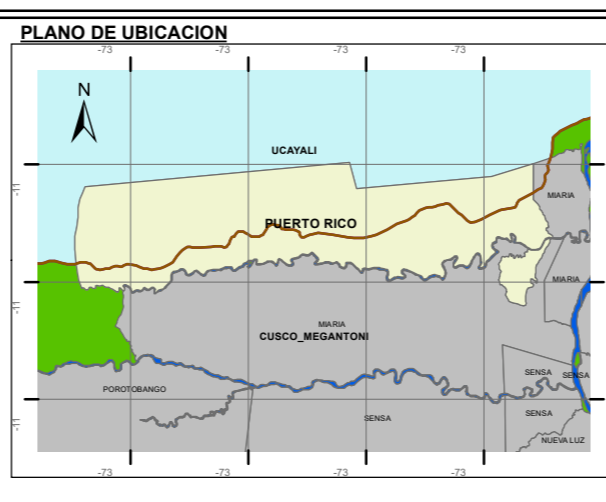 PLANO DE UBICACION
-73 -73 -73 -73
N
UCAYALI
-11
MIARIA
PUERTO RICO
MIARIA
-11
MIARIA
CUSCO_MEGANTONI
SENSA
SENSA
POROTOBANGO
SENSA
SENSA
-11
NUEVA LUZ
-73 -73 -73 -73